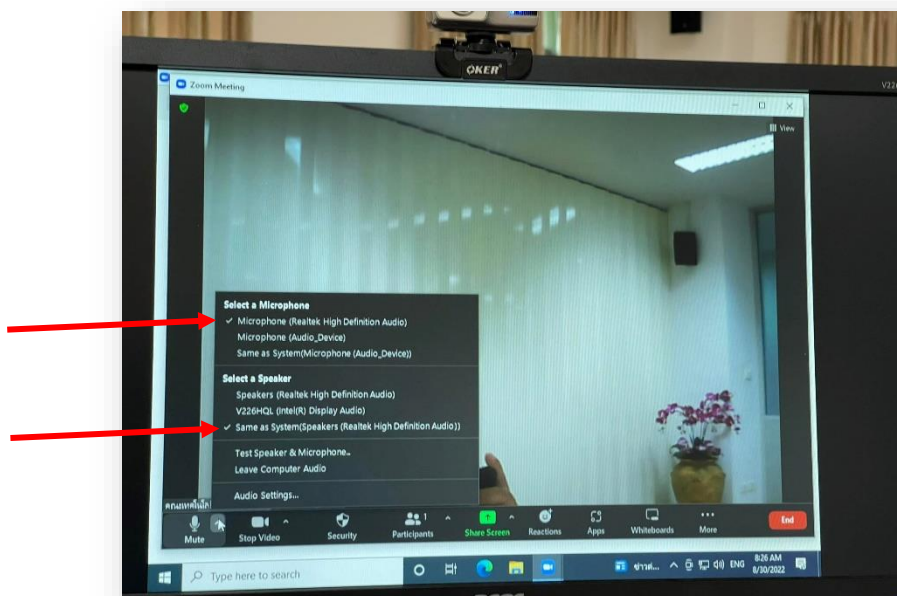 OKER
V226
Zoom Meeting
View
Select a Microphone
✓ Microphone (Realtek High Definition Audio)
Microphone (Audio_Device)
Same as System(Microphone (Audio_Device))
Select a Speaker
Speakers (Realtek High Definition Audio)
V226HQL (Intel(R) Display Audio)
✓ Same as System(Speakers (Realtek High Definition Audio))
Test Speaker & Microphone..
Leave Computer Audio
Audio Settings...
Mute
Stop Video
Security
1
Participants
Share Screen
Reactions
Apps
Whiteboards
More
End
Type here to search
ENG
8:26 AM
8/30/2022